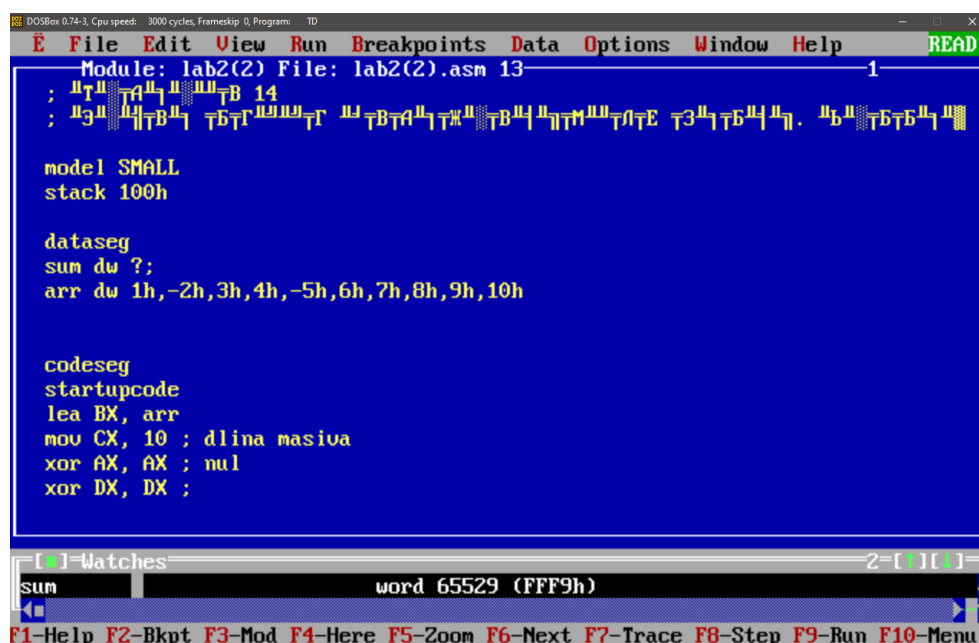 DOSBox 0.74-3, Cpu speed: 3000 cycles, Frameskip 0, Program: TD
Ë File Edit View Run Breakpoints Data Options Window Help READ
Module: lab2(2) File: lab2(2).asm 13 1
; 14
;
model SMALL
stack 100h
dataseg
sum dw ?;
arr dw 1h,-2h,3h,4h,-5h,6h,7h,8h,9h,10h
codeseg
startupcode
lea BX, arr
mov CX, 10 ; dlina masiva
xor AX, AX ; nul
xor DX, DX ;
[■]=Watches 2=[↑][↓]=
sum word 65529 (FFF9h)
F1-Help F2-Bkpt F3-Mod F4-Here F5-Zoom F6-Next F7-Trace F8-Step F9-Run F10-Menu